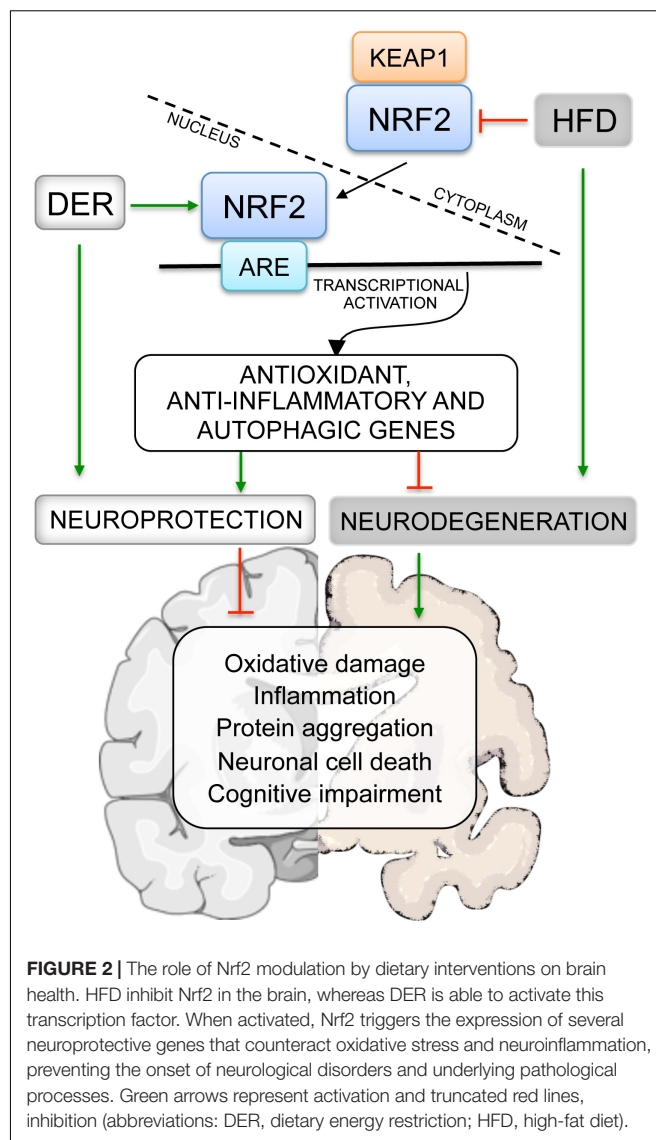 KEAP1
NRF2
HFD
NUCLEUS
CYTOPLASM
DER
NRF2
ARE
TRANSCRIPTIONAL
ACTIVATION
ANTIOXIDANT,
ANTI-INFLAMMATORY AND
AUTOPHAGIC GENES
NEUROPROTECTION
NEURODEGENERATION
Oxidative damage
Inflammation
Protein aggregation
Neuronal cell death
Cognitive impairment
FIGURE 2 | The role of Nrf2 modulation by dietary interventions on brain
health. HFD inhibit Nrf2 in the brain, whereas DER is able to activate this
transcription factor. When activated, Nrf2 triggers the expression of several
neuroprotective genes that counteract oxidative stress and neuroinflammation,
preventing the onset of neurological disorders and underlying pathological
processes. Green arrows represent activation and truncated red lines,
inhibition (abbreviations: DER, dietary energy restriction; HFD, high-fat diet).